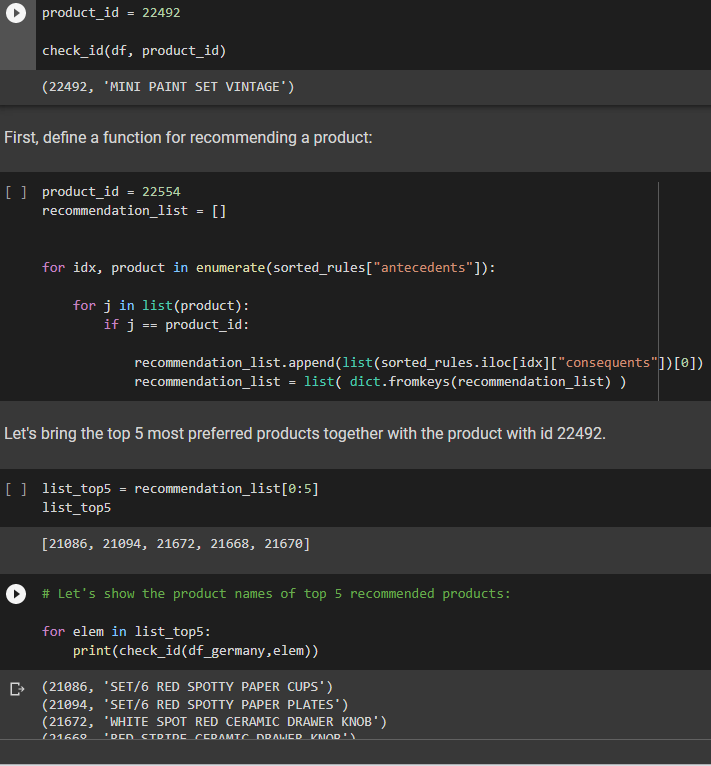 product_id = 22492
check_id(df, product_id)
(22492, 'MINI PAINT SET VINTAGE')
First, define a function for recommending a product:
[ ] product_id = 22554
recommendation_list = []
for idx, product in enumerate(sorted_rules["antecedents"]):
for j in list(product):
if j == product_id:
recommendation_list.append(list(sorted_rules.iloc[idx]["consequents"])[0])
recommendation_list = list( dict.fromkeys(recommendation_list) )
Let's bring the top 5 most preferred products together with the product with id 22492.
[ ] list_top5 = recommendation_list[0:5]
list_top5
[21086, 21094, 21672, 21668, 21670]
# Let's show the product names of top 5 recommended products:
for elem in list_top5:
print(check_id(df_germany,elem))
(21086, 'SET/6 RED SPOTTY PAPER CUPS')
(21094, 'SET/6 RED SPOTTY PAPER PLATES')
(21672, 'WHITE SPOT RED CERAMIC DRAWER KNOB')
(21668, 'RED STRIPE CERAMIC DRAWER KNOB')